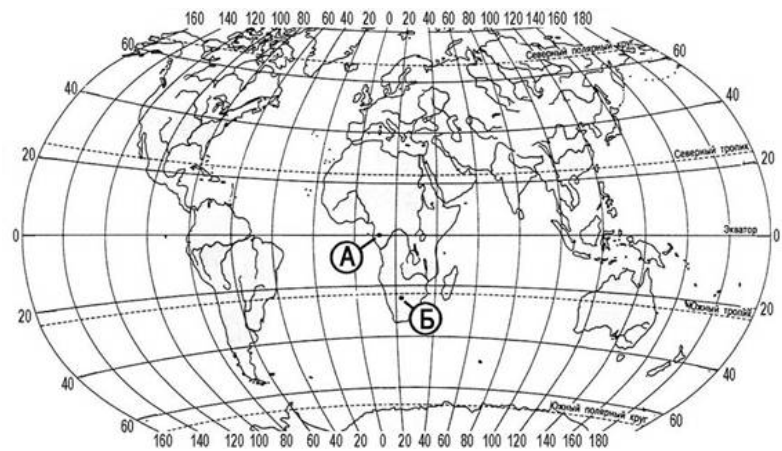 160 140 120 100 80 60 40 20 0 20 40 60 80 100 120 140 160 180
Северный полярный круг
60 60
40 40
Северный тропик
20 20
Экватор
0 0
А
Южный тропик
20 20
Б
40 40
Южный полярный круг
60 60
160 140 120 100 80 60 40 20 0 20 40 60 80 100 120 140 160 180